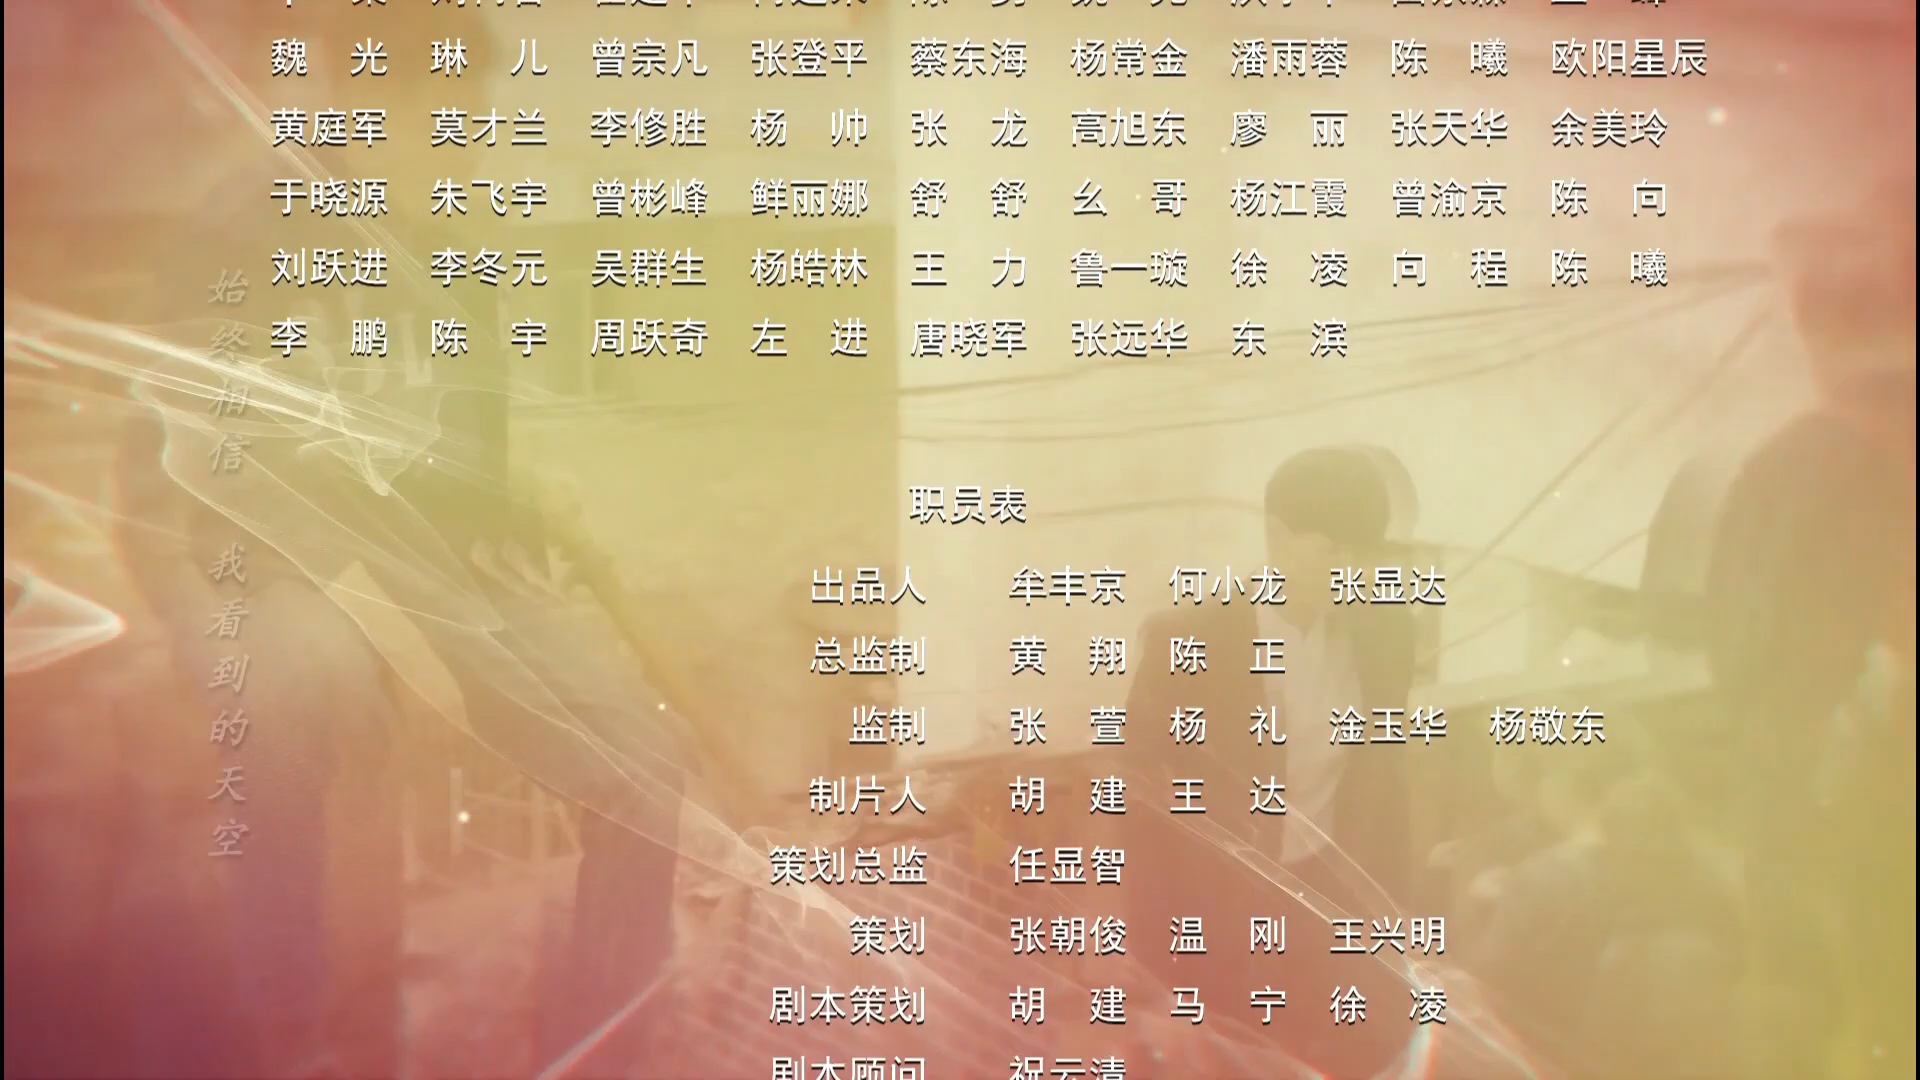 魏　光　琳　儿　曾宗凡　张登平　蔡东海　杨常金　潘雨蓉　陈　曦　欧阳星辰
黄庭军　莫才兰　李修胜　杨　帅　张　龙　高旭东　廖　丽　张天华　余美玲
于晓源　朱飞宇　曾彬峰　鲜丽娜　舒　舒　幺　哥　杨江霞　曾渝京　陈　向
刘跃进　李冬元　吴群生　杨皓林　王　力　鲁一璇　徐　凌　向　程　陈　曦
李　鹏　陈　宇　周跃奇　左　进　唐晓军　张远华　东　滨
始终相信 我看到的天空
职员表
出品人　牟丰京　何小龙　张显达
总监制　黄　翔　陈　正
监制　张　萱　杨　礼　淦玉华　杨敬东
制片人　胡　建　王　达
策划总监　任显智
策划　张朝俊　温　刚　王兴明
剧本策划　胡　建　马　宁　徐　凌
剧本顾问　祝云清